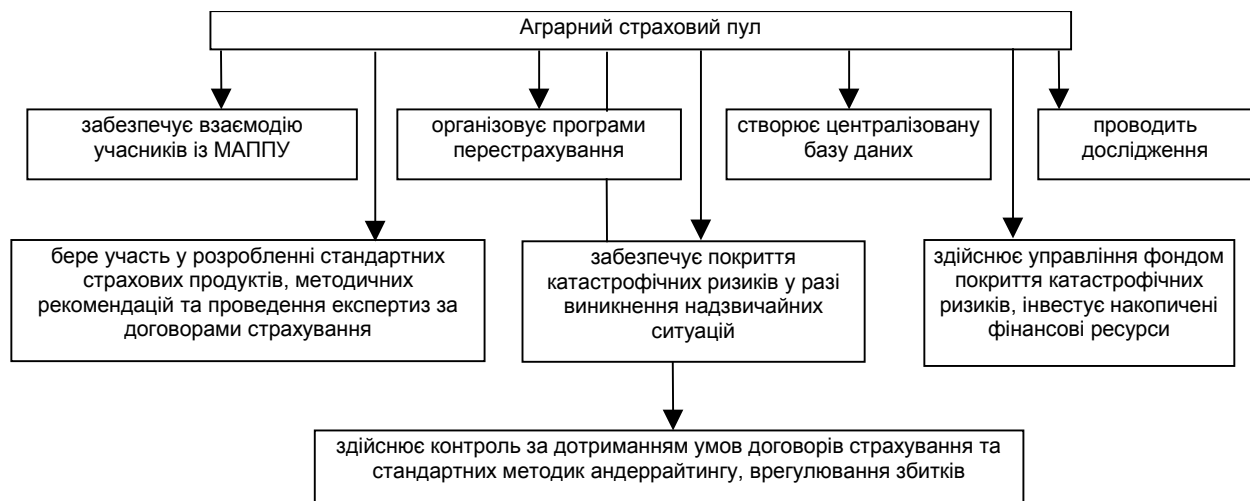 Аграрний страховий пул
забезпечує взаємодію
учасників із МАППУ
організовує програми
перестрахування
створює централізовану
базу даних
проводить
дослідження
бере участь у розробленні стандартних
страхових продуктів, методичних
рекомендацій та проведення експертиз за
договорами страхування
забезпечує покриття
катастрофічних ризиків у разі
виникнення надзвичайних
ситуацій
здійснює управління фондом
покриття катастрофічних
ризиків, інвестує накопичені
фінансові ресурси
здійснює контроль за дотриманням умов договорів страхування та
стандартних методик андеррайтингу, врегулювання збитків